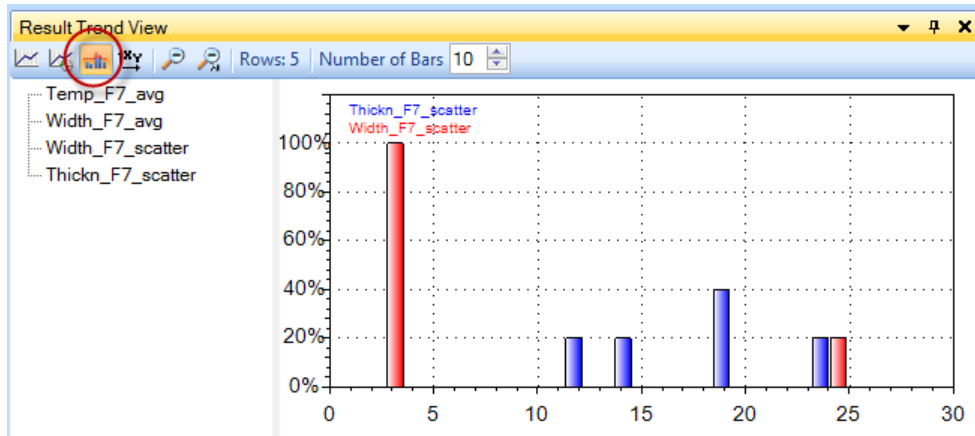 Result Trend View
Rows: 5 Number of Bars 10
Temp_F7_avg
Width_F7_avg
Width_F7_scatter
Thickn_F7_scatter
Thickn_F7_scatter
Width_F7_scatter
100%
80%
60%
40%
20%
0%
0 5 10 15 20 25 30